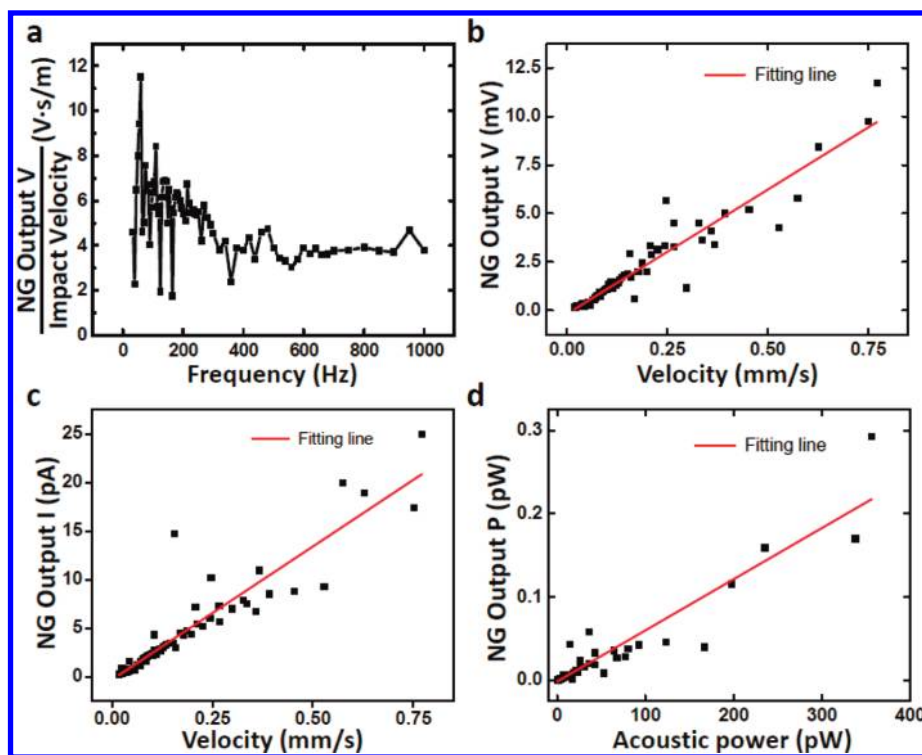 a
NG Output V (V·s/m)
Impact Velocity
12
10
8
6
4
2
0
0 200 400 600 800 1000
Frequency (Hz)
b
Fitting line
NG Output V (mV)
12.5
10.0
7.5
5.0
2.5
0.0
0.00 0.25 0.50 0.75
Velocity (mm/s)
c
Fitting line
NG Output I (pA)
25
20
15
10
5
0
0.00 0.25 0.50 0.75
Velocity (mm/s)
d
Fitting line
NG Output P (pW)
0.3
0.2
0.1
0.0
0 100 200 300 400
Acoustic power (pW)